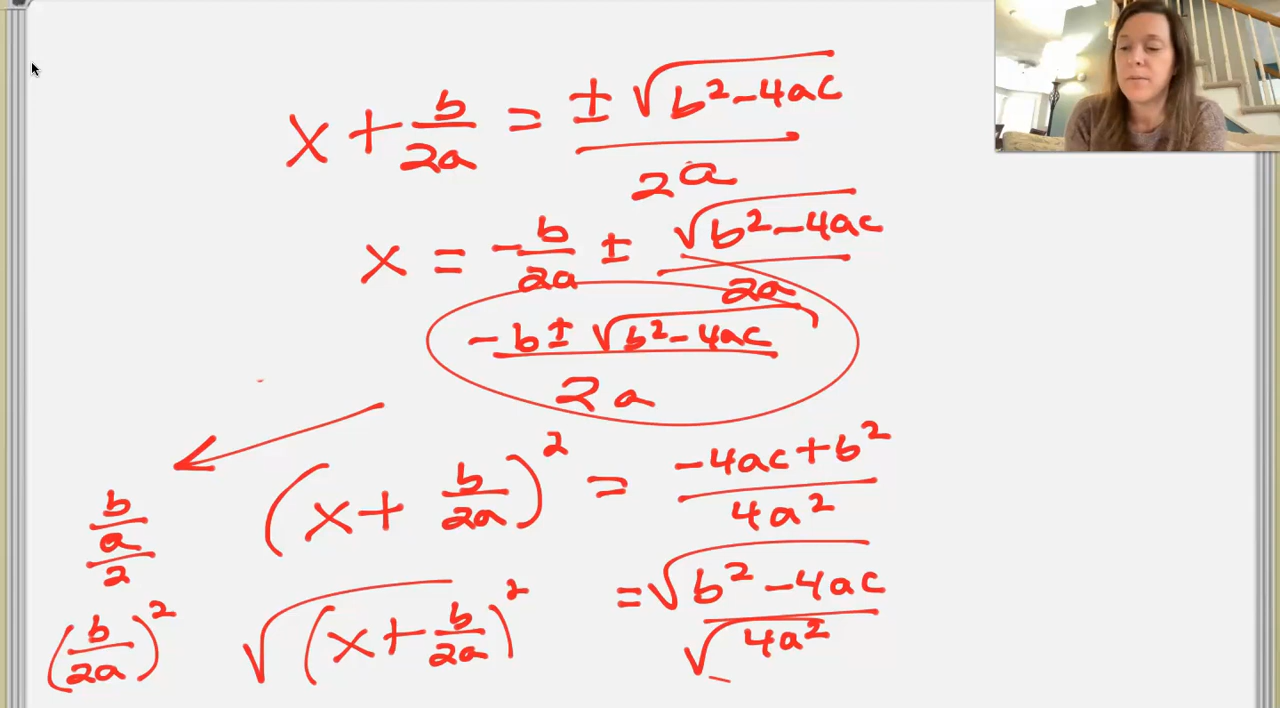 x + b/2a = ± √(b² - 4ac) / 2a
x = - b/2a ± √(b² - 4ac) / 2a
-b ± √(b² - 4ac) / 2a
(x + b/2a)² = (-4ac + b²) / 4a²
b/a / 2
√(x + b/2a)² = √(b² - 4ac) / √(4a²)
(b/2a)²